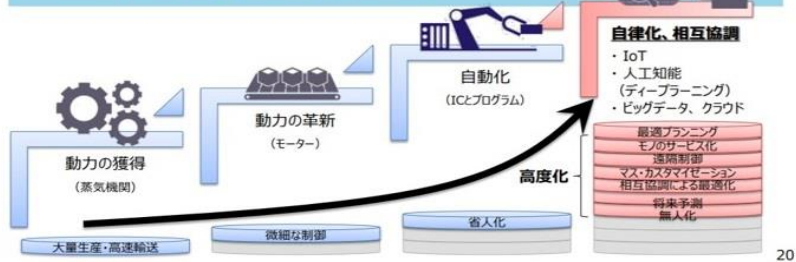 動力の獲得
(蒸気機関)
大量生産・高速輸送
動力の革新
(モーター)
微細な制御
自動化
(ICとプログラム)
省人化
自律化、相互協調
・ IoT
・ 人工知能
(ディープラーニング)
・ビッグデータ、クラウド
高度化
最適プランニング
モノのサービス化
遠隔制御
マス・カスタマイゼーション
相互協調による最適化
将来予測
無人化
20